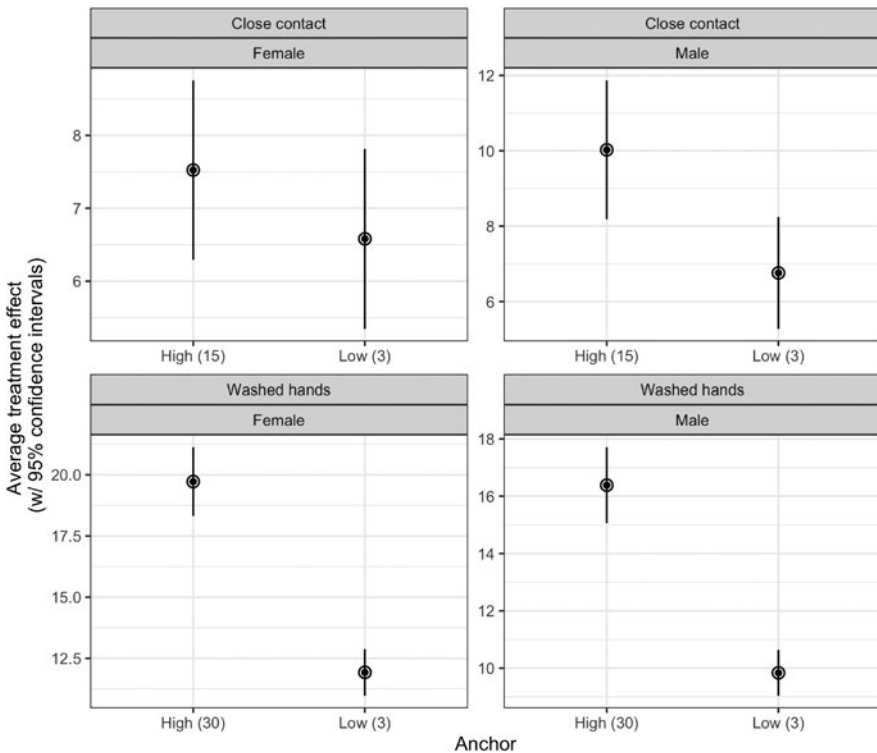 Close contact
Female
8
7
6
High (15) Low (3)
Close contact
Male
12
10
8
6
High (15) Low (3)
Washed hands
Female
20.0
17.5
15.0
12.5
High (30) Low (3)
Washed hands
Male
18
16
14
12
10
High (30) Low (3)
Average treatment effect
(w/ 95% confidence intervals)
Anchor